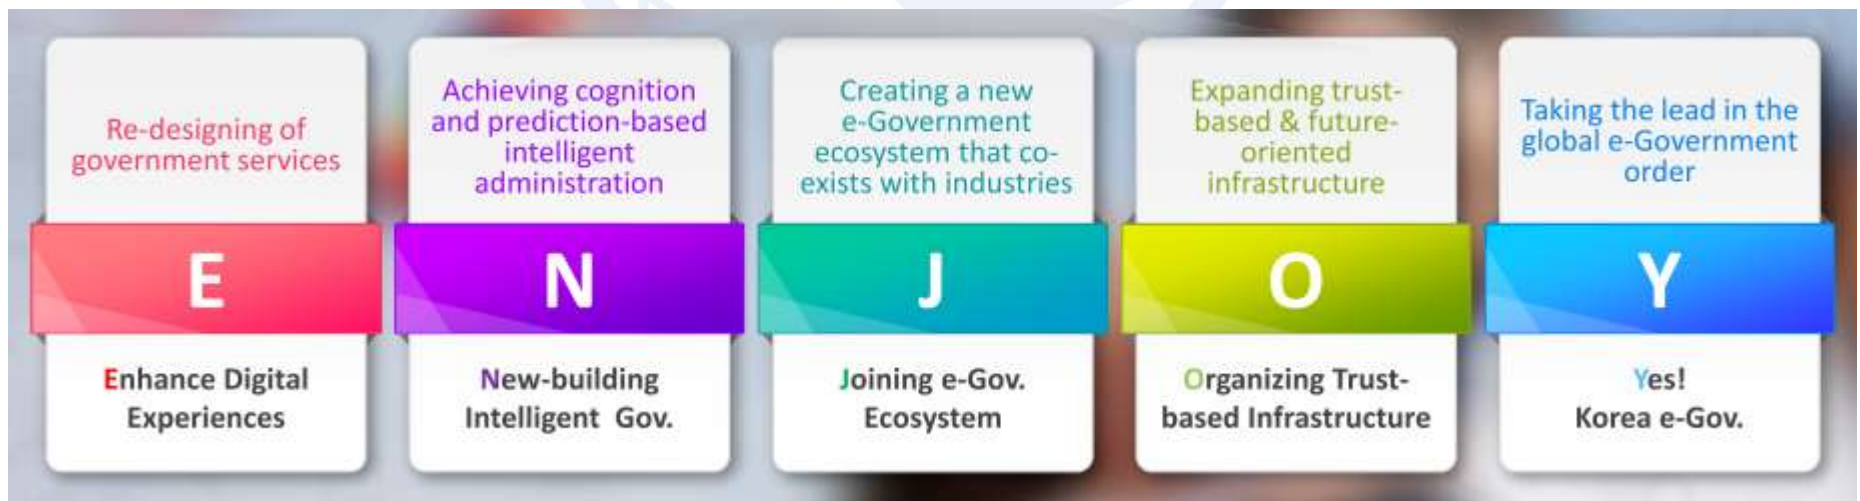 Re-designing of
government services
E
Enhance Digital
Experiences
Achieving cognition
and prediction-based
intelligent
administration
N
New-building
Intelligent Gov.
Creating a new
e-Government
ecosystem that co-
exists with industries
J
Joining e-Gov.
Ecosystem
Expanding trust-
based & future-
oriented
infrastructure
O
Organizing Trust-
based Infrastructure
Taking the lead in the
global e-Government
order
Y
Yes!
Korea e-Gov.